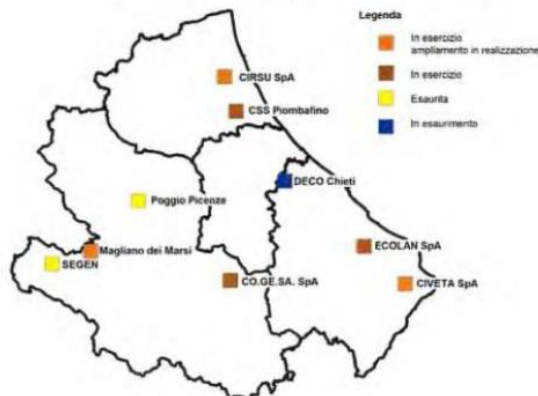 Legenda
In esercizio
ampliamento in realizzazione
In esercizio
Esaurita
In esaurimento
CIRSU SpA
CSS Piombafino
DECO Chieti
Poggio Picenze
ECOLAN SpA
Magliano dei Marsi
SEGEN
CO.GE.SA. SpA
CIVETA SpA